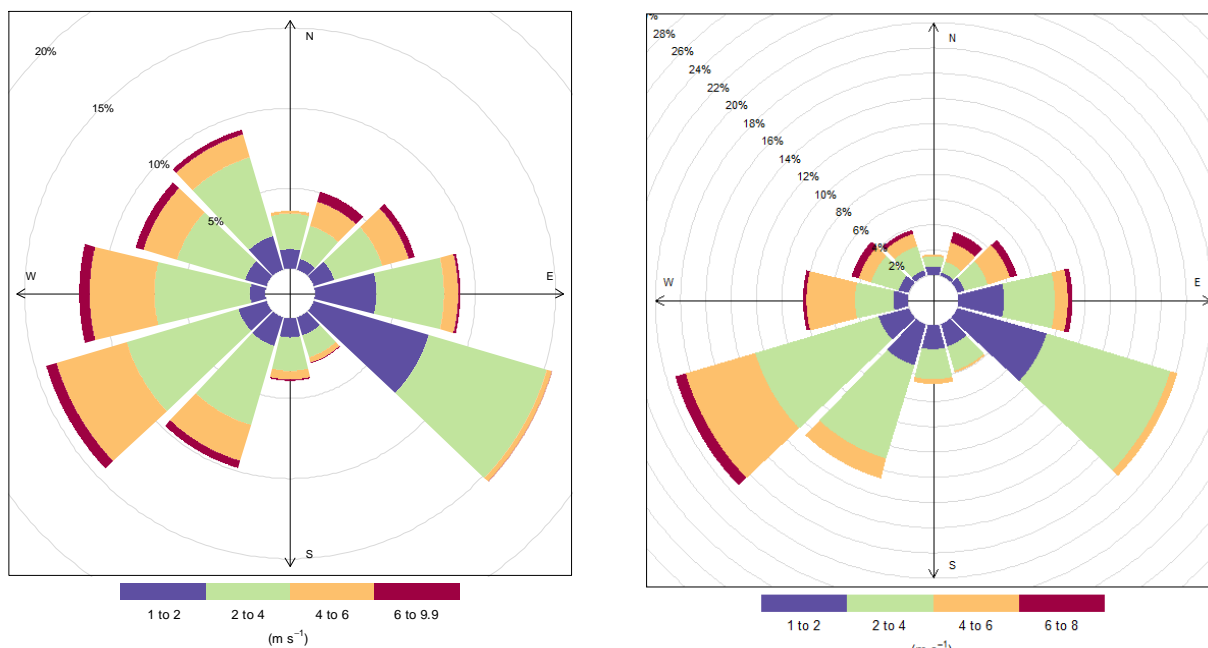 N
20%
15%
10%
5%
W
E
S
1 to 2 2 to 4 4 to 6 6 to 9.9
(m s⁻¹)
%
28%
26%
24%
22%
20%
18%
16%
14%
12%
10%
8%
6%
4%
2%
N
W
E
S
1 to 2 2 to 4 4 to 6 6 to 8
(m s⁻¹)